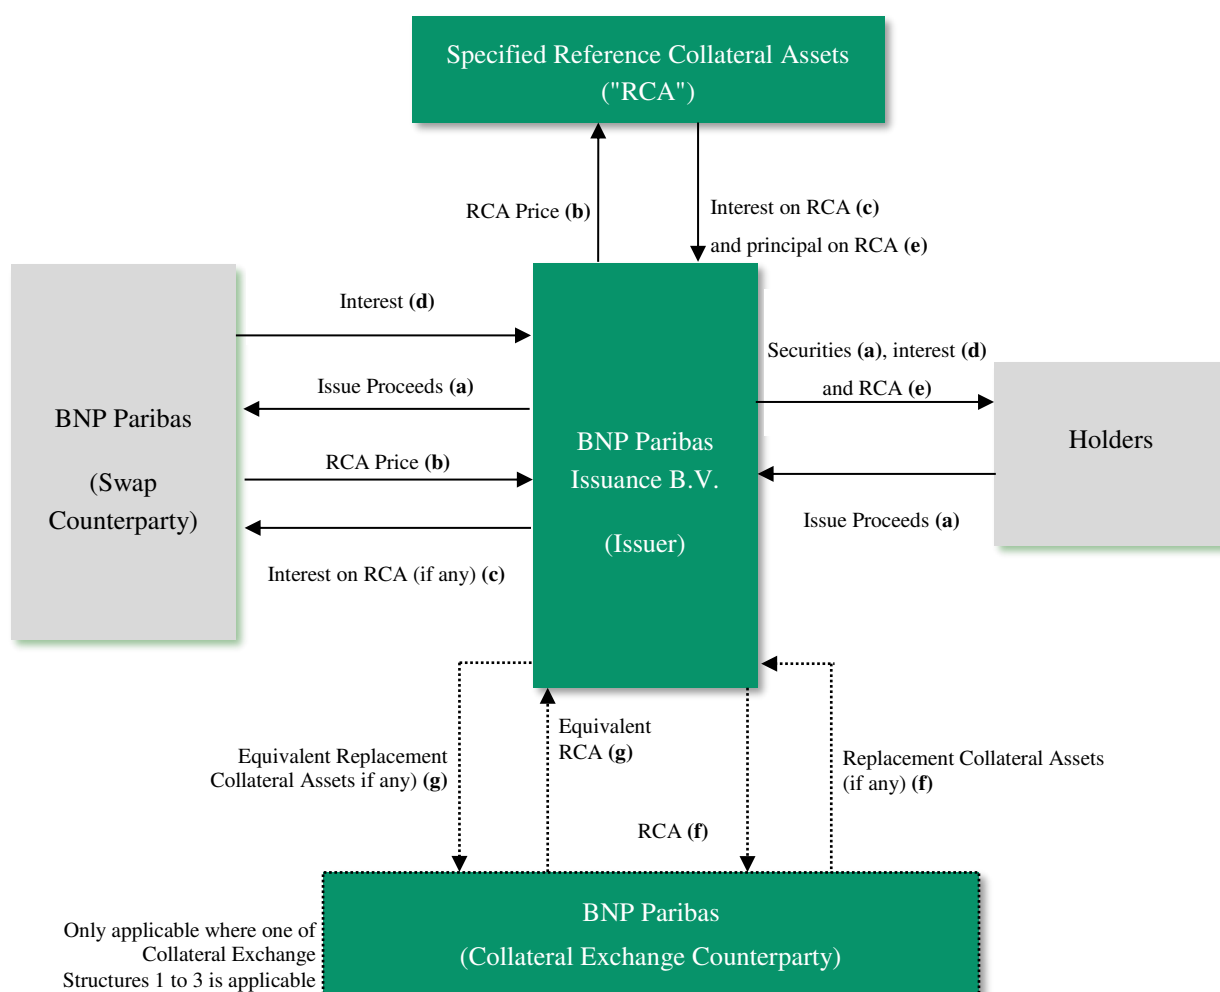 Specified Reference Collateral Assets
("RCA")
RCA Price (b)
Interest on RCA (c)
and principal on RCA (e)
Interest (d)
Issue Proceeds (a)
RCA Price (b)
Interest on RCA (if any) (c)
BNP Paribas
(Swap
Counterparty)
BNP Paribas
Issuance B.V.
(Issuer)
Securities (a), interest (d)
and RCA (e)
Issue Proceeds (a)
Holders
Equivalent Replacement
Collateral Assets if any) (g)
Equivalent
RCA (g)
RCA (f)
Replacement Collateral Assets
(if any) (f)
BNP Paribas
(Collateral Exchange Counterparty)
Only applicable where one of
Collateral Exchange
Structures 1 to 3 is applicable